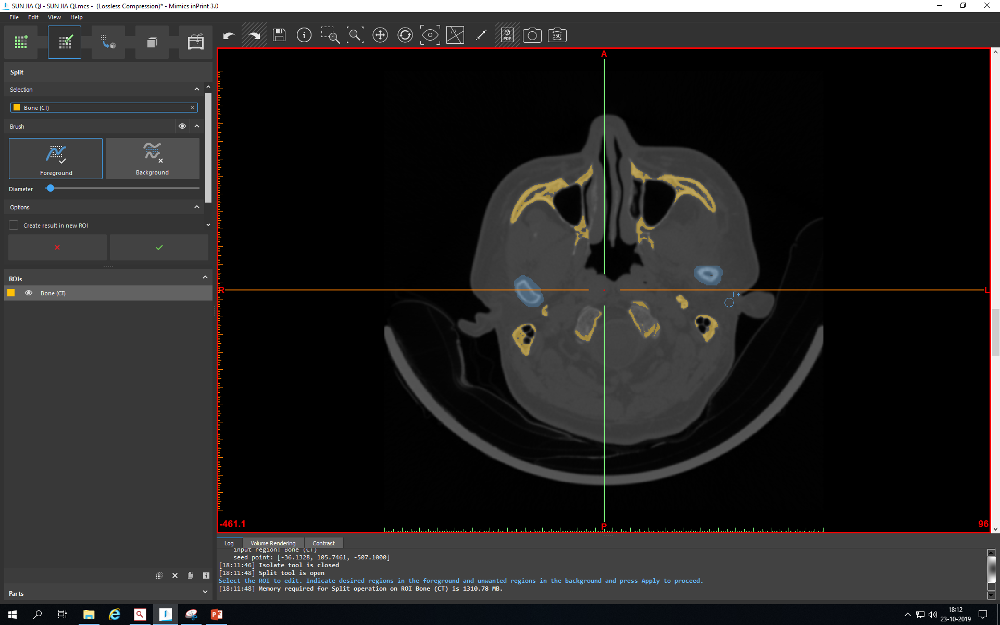 SUN JIA QI - SUN JIA QI.mcs - (Lossless Compression)* - Mimics inPrint 3.0
File Edit View Help
PDF
360°
Split
Selection
Bone (CT)
Brush
Foreground
Background
Diameter
Options
Create result in new ROI
ROIs
Bone (CT)
Parts
A
R
L
F+
-461.1
P
96
Log Volume Rendering Contrast
input region: Bone (CT)
seed point: [-36.1328, 105.7461, -507.1000]
[18:11:46] Isolate tool is closed
[18:11:48] Split tool is open
Select the ROI to edit. Indicate desired regions in the foreground and unwanted regions in the background and press Apply to proceed.
[18:11:48] Memory required for Split operation on ROI Bone (CT) is 1310.78 MB.
18:12
23-10-2019